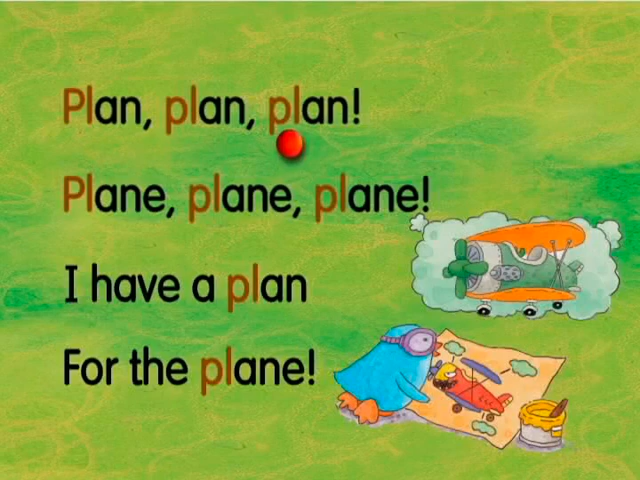 Plan, plan, plan!
Plane, plane, plane!
I have a plan
For the plane!